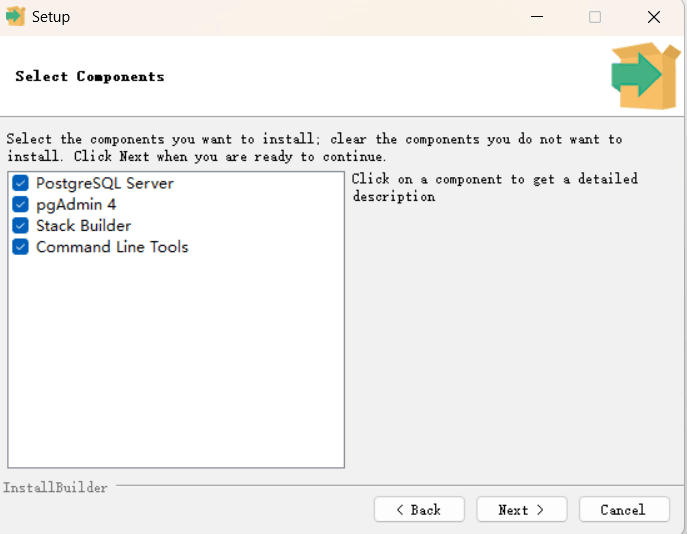 Setup
Select Components
Select the components you want to install; clear the components you do not want to
install. Click Next when you are ready to continue.
PostgreSQL Server
pgAdmin 4
Stack Builder
Command Line Tools
Click on a component to get a detailed
description
InstallBuilder
< Back
Next >
Cancel